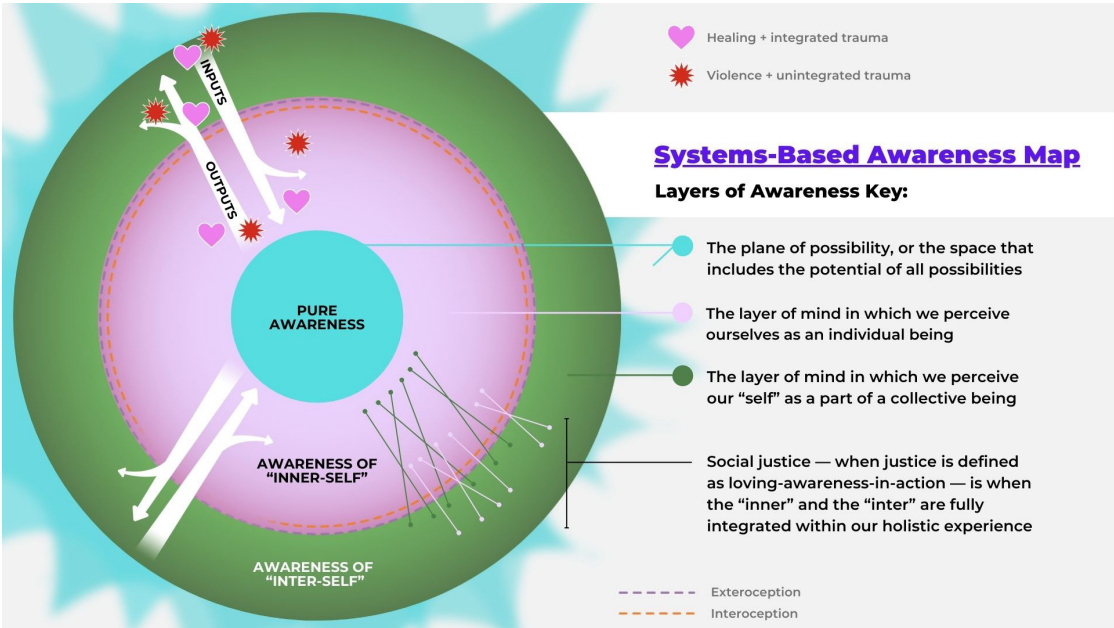 Healing + integrated trauma
Violence + unintegrated trauma
Systems-Based Awareness Map
Layers of Awareness Key:
INPUTS
OUTPUTS
The plane of possibility, or the space that
includes the potential of all possibilities
PURE
AWARENESS
The layer of mind in which we perceive
ourselves as an individual being
The layer of mind in which we perceive
our “self” as a part of a collective being
AWARENESS OF
“INNER-SELF”
Social justice — when justice is defined
as loving-awareness-in-action — is when
the “inner” and the “inter” are fully
integrated within our holistic experience
AWARENESS OF
“INTER-SELF”
Exteroception
Interoception